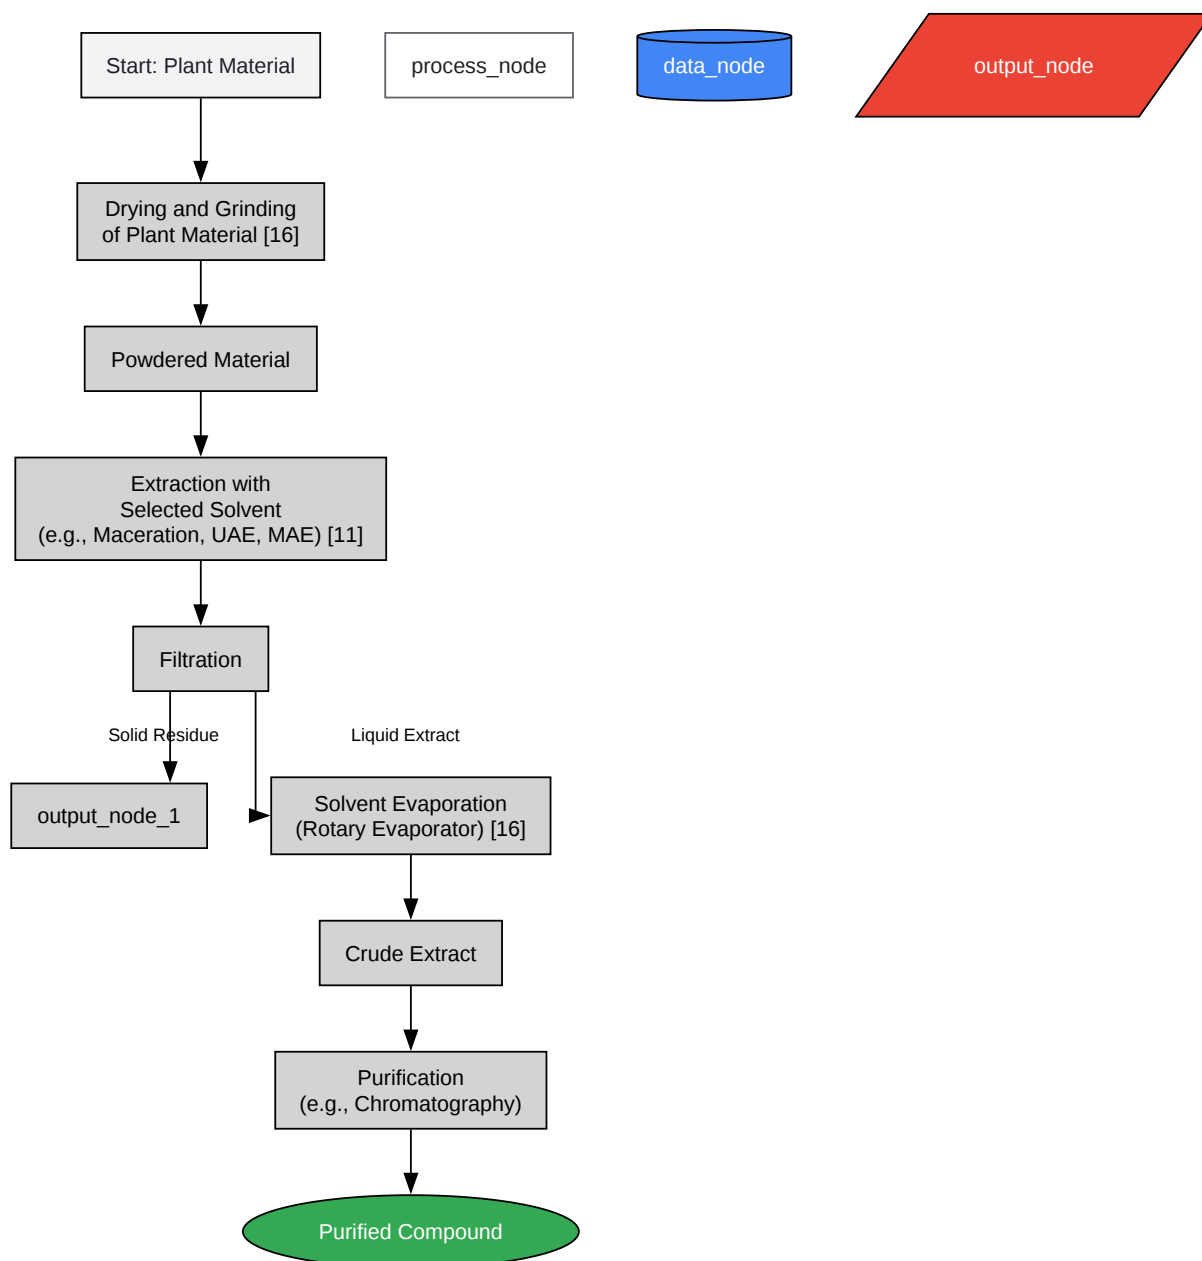 Start: Plant Material
process_node
data_node
output_node
Drying and Grinding
of Plant Material [16]
Powdered Material
Extraction with
Selected Solvent
(e.g., Maceration, UAE, MAE) [11]
Filtration
Solid Residue
Liquid Extract
output_node_1
Solvent Evaporation
(Rotary Evaporator) [16]
Crude Extract
Purification
(e.g., Chromatography)
Purified Compound